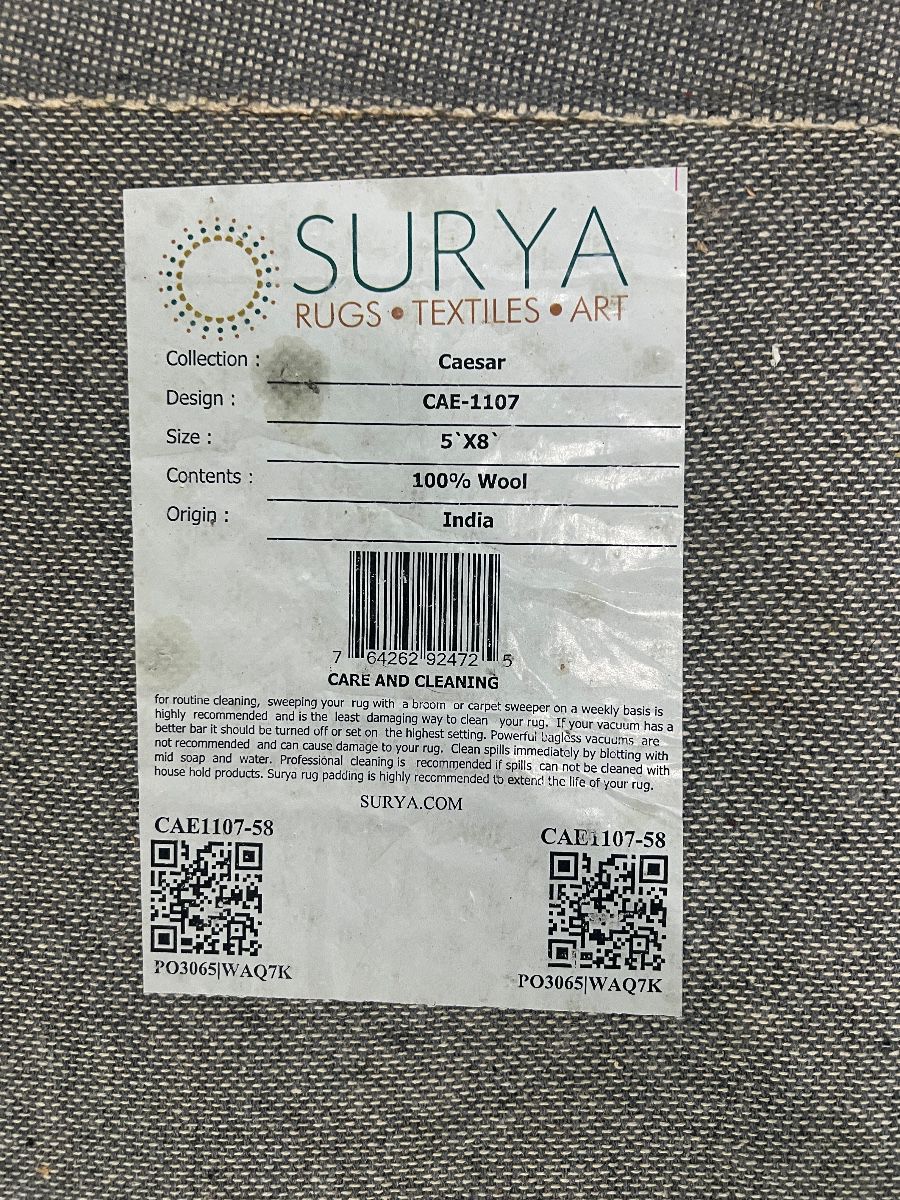 SURYA
RUGS • TEXTILES • ART
Collection : Caesar
Design : CAE-1107
Size : 5`X8`
Contents : 100% Wool
Origin : India
7 64262 92472 5
CARE AND CLEANING
for routine cleaning, sweeping your rug with a broom or carpet sweeper on a weekly basis is
highly recommended and is the least damaging way to clean your rug. If your vacuum has a
better bar it should be turned off or set on the highest setting. Powerful bagless vacuums are
not recommended and can cause damage to your rug. Clean spills immediately by blotting with
mid soap and water. Professional cleaning is recommended if spills can not be cleaned with
house hold products. Surya rug padding is highly recommended to extend the life of your rug.
SURYA.COM
CAE1107-58 CAE1107-58
PO3065|WAQ7K PO3065|WAQ7K